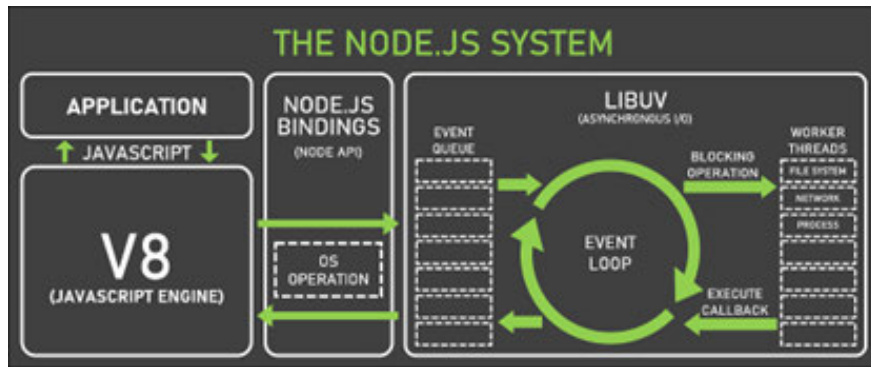 THE NODE.JS SYSTEM
APPLICATION
JAVASCRIPT
V8
(JAVASCRIPT ENGINE)
NODE.JS
BINDINGS
(NODE API)
OS
OPERATION
LIBUV
(ASYNCHRONOUS I/O)
EVENT
QUEUE
EVENT
LOOP
BLOCKING
OPERATION
EXECUTE
CALLBACK
WORKER
THREADS
FILE SYSTEM
NETWORK
PROCESS